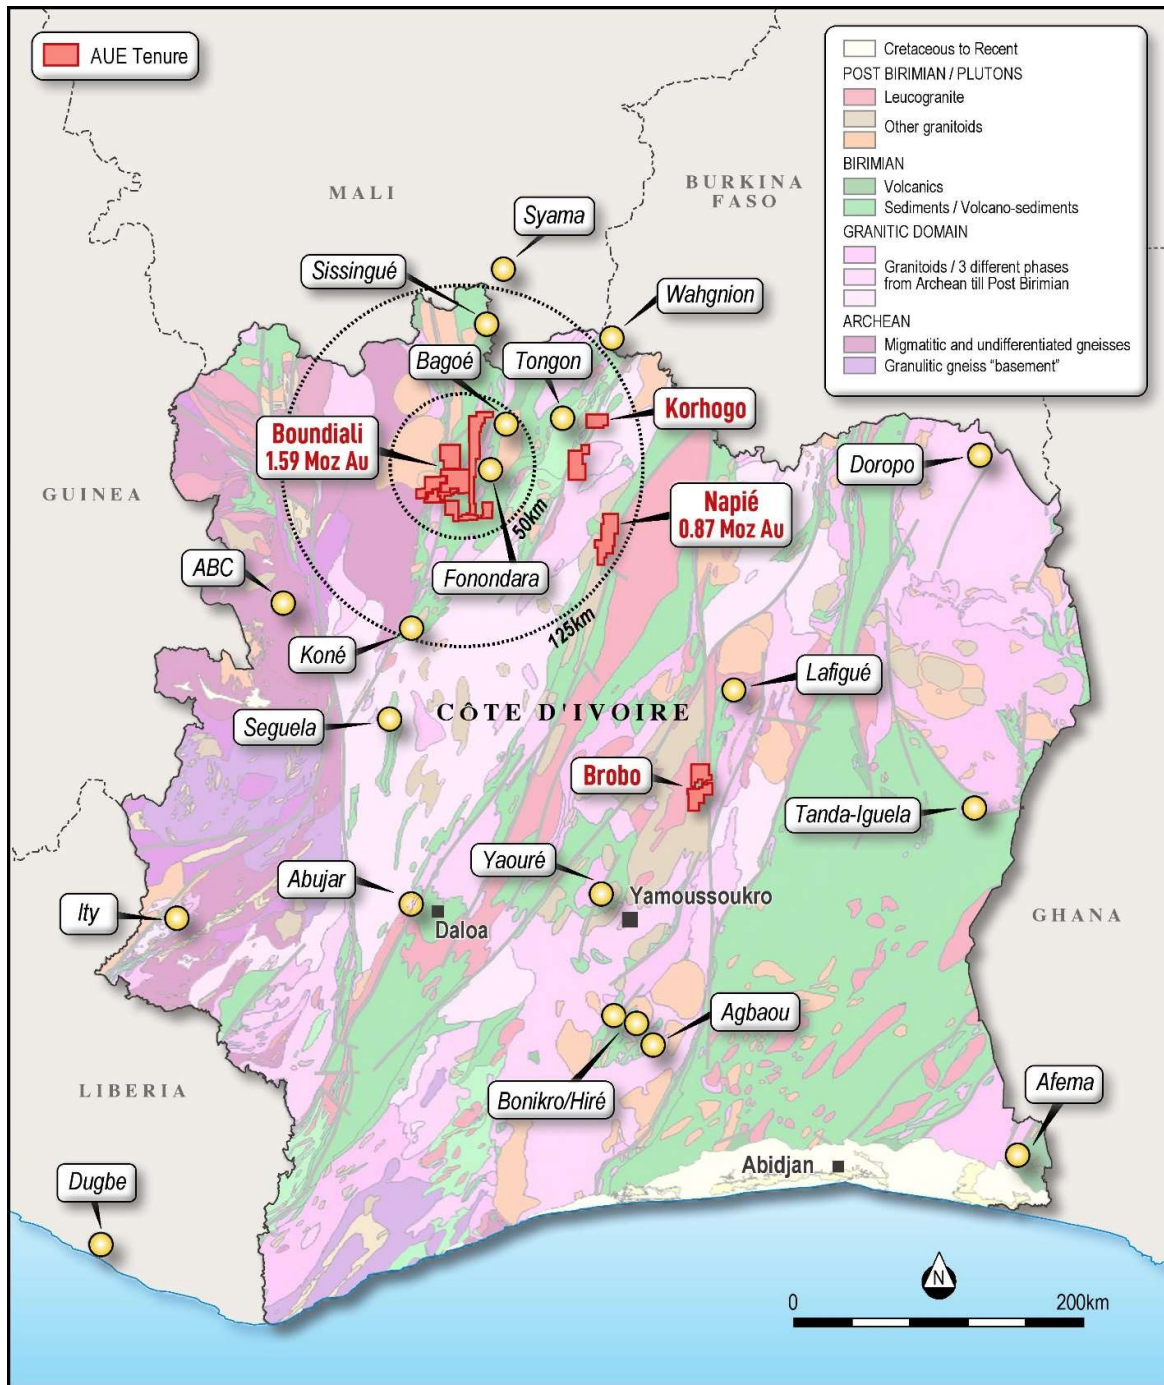 AUE Tenure
Cretaceous to Recent
POST BIRIMIAN / PLUTONS
Leucogranite
Other granitoids
BIRIMIAN
Volcanics
Sediments / Volcano-sediments
GRANITIC DOMAIN
Granitoids / 3 different phases
from Archean till Post Birimian
ARCHEAN
Migmatitic and undifferentiated gneisses
Granulitic gneiss “basement”
MALI
BURKINA
FASO
Syama
Sissingué
Wahgnion
Bagoé
Tongon
Korhogo
Boundiali
1.59 Moz Au
Doropo
GUINEA
Napié
0.87 Moz Au
50km
ABC
Fonondara
125km
Koné
Lafigué
CÔTE D'IVOIRE
Seguela
Brobo
Tanda-Iguela
Yaouré
Abujar
Yamoussoukro
Ity
Daloa
GHANA
Agbaou
LIBERIA
Bonikro/Hiré
Afema
Abidjan
Dugbe
N
0
200km